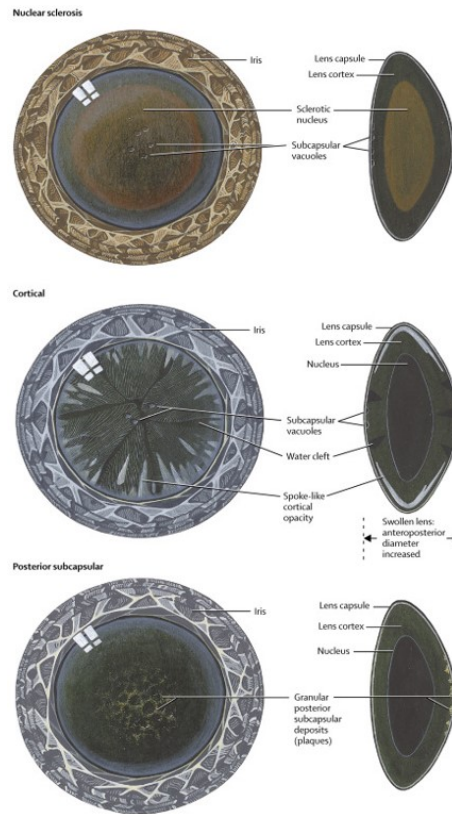 Nuclear sclerosis
Iris
Lens capsule
Lens cortex
Sclerotic
nucleus
Subcapsular
vacuoles
Cortical
Iris
Lens capsule
Lens cortex
Nucleus
Subcapsular
vacuoles
Water cleft
Spoke-like
cortical
opacity
Swollen lens:
anteroposterior
diameter
increased
Posterior subcapsular
Iris
Lens capsule
Lens cortex
Nucleus
Granular
posterior
subcapsular
deposits
(plaques)